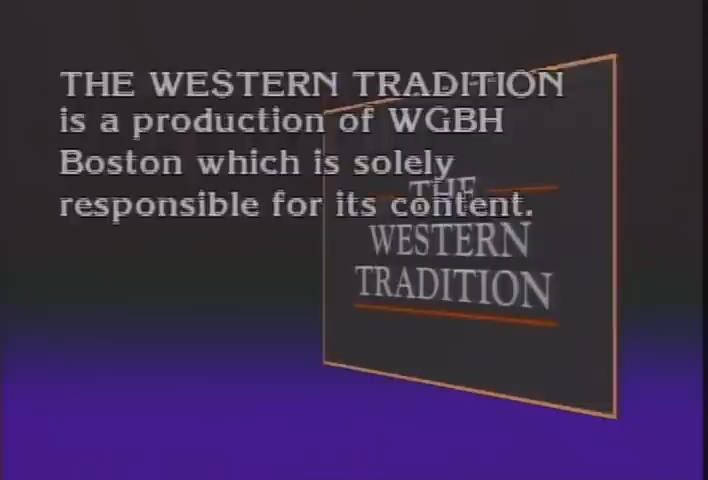 THE WESTERN TRADITION
is a production of WGBH
Boston which is solely
responsible for its content.
THE
WESTERN
TRADITION